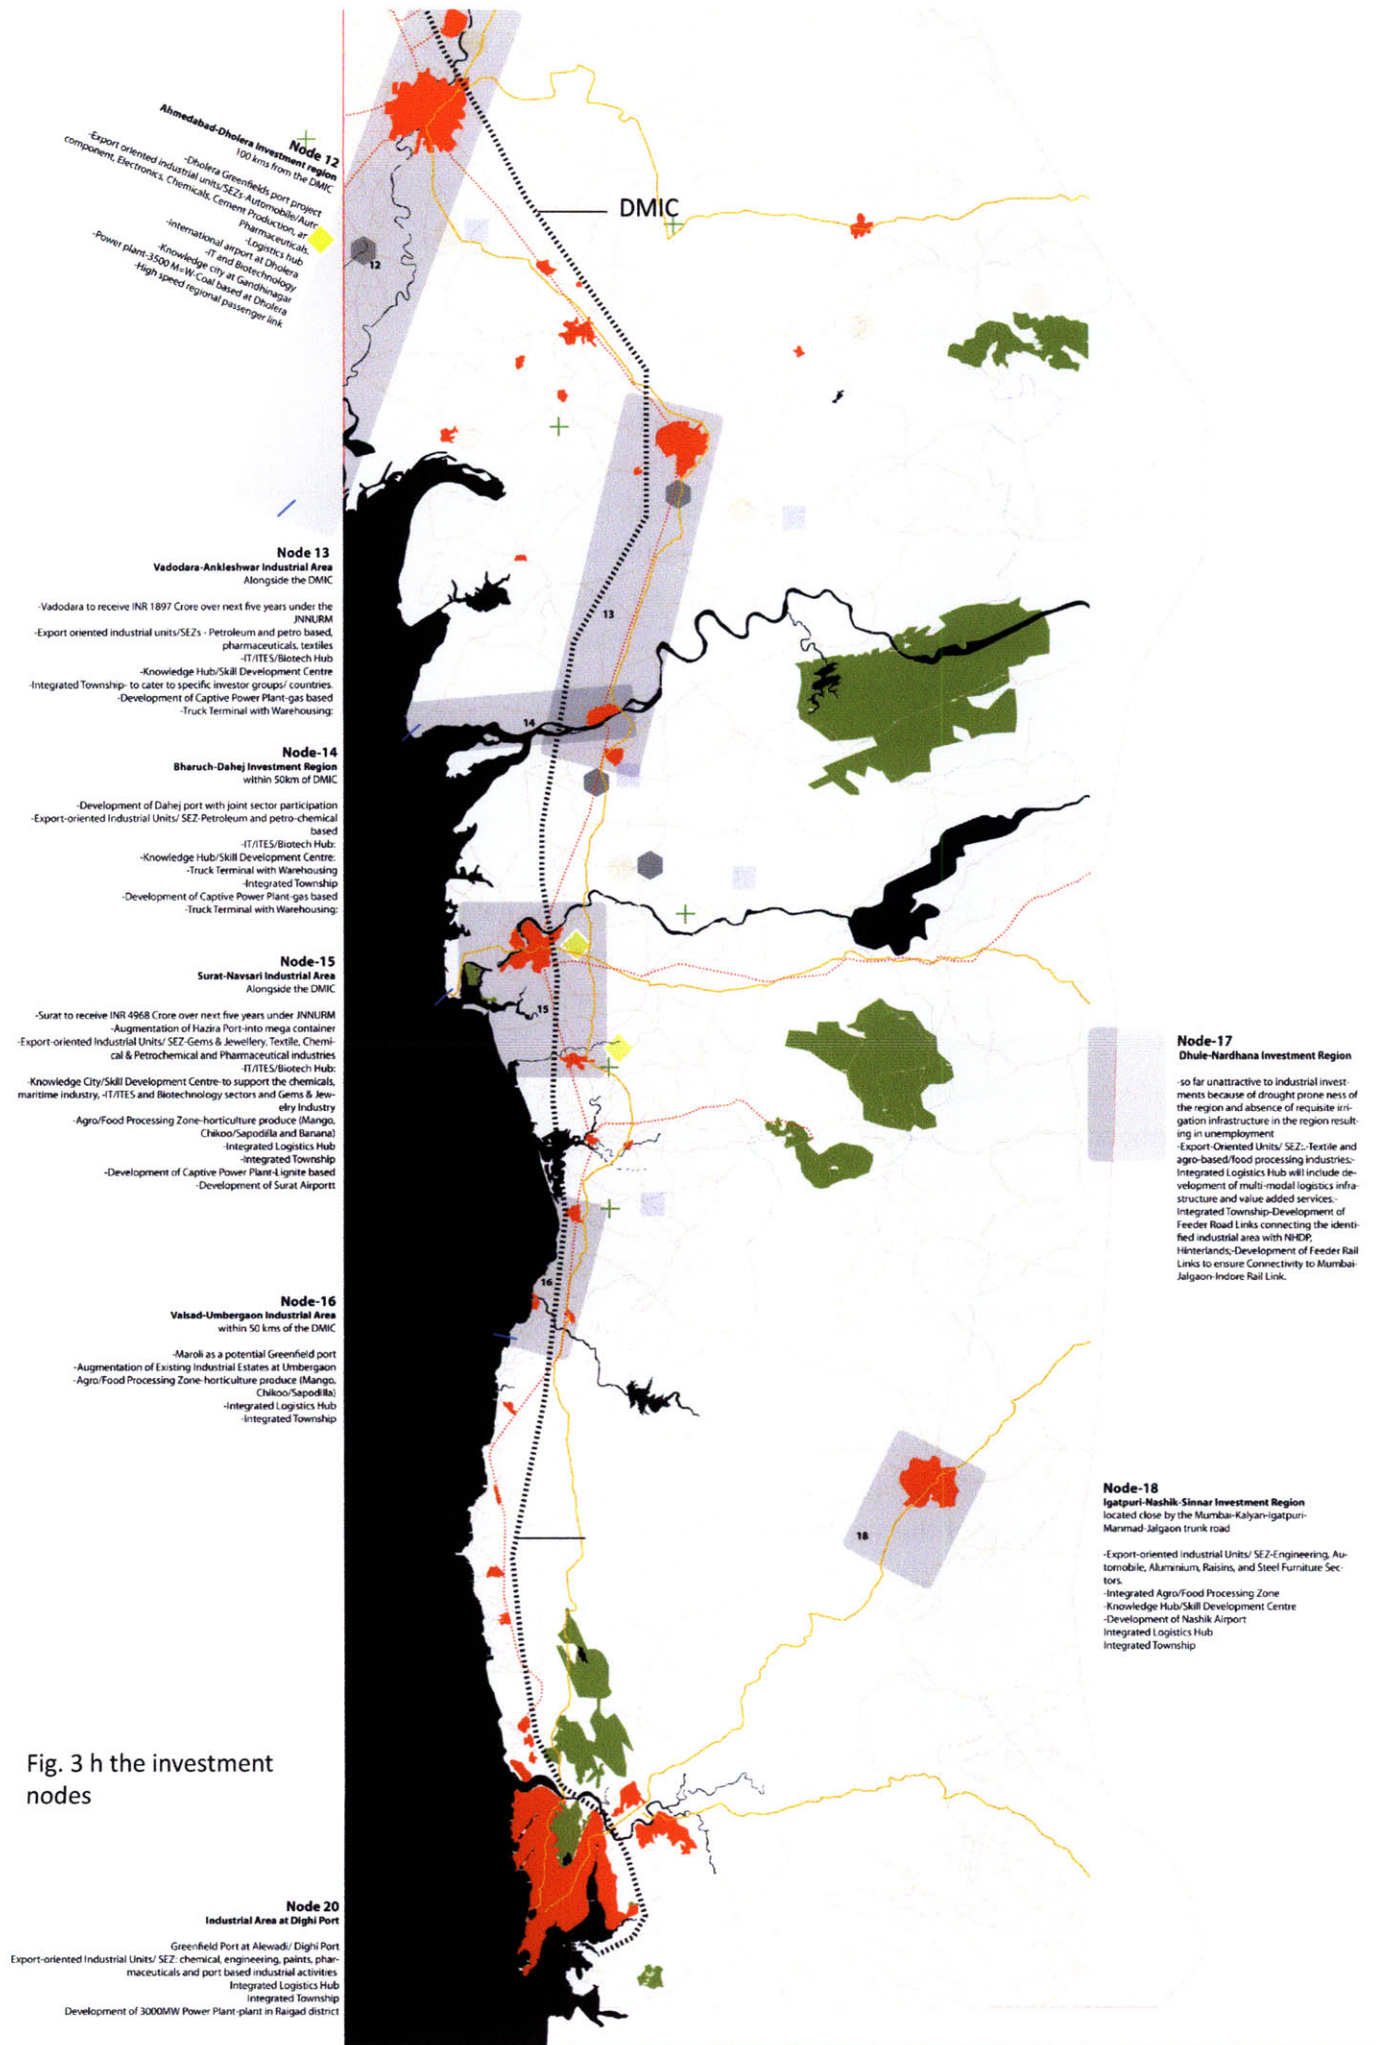 Ahmedabad-Dholera Investment region
Node 12
100 kms from the DMIC
-Dholera Greenfields port project
-Export oriented industrial units/SEZs-Automobile/Auto
component, Electronics, Chemicals, Cement Production, ar
Pharmaceuticals.
-Logistics hub
-International airport at Dholera
-IT and Biotechnology
-Knowledge city at Gandhinagar
-Power plant-3500 M=W-Coal based at Dholera
-High speed regional passenger link
DMIC
12
Node 13
Vadodara-Ankleshwar Industrial Area
Alongside the DMIC
-Vadodara to receive INR 1897 Crore over next five years under the
JNNURM
-Export oriented industrial units/SEZs - Petroleum and petro based,
pharmaceuticals, textiles
-IT/ITES/Biotech Hub
-Knowledge Hub/Skill Development Centre
-Integrated Township- to cater to specific investor groups/ countries.
-Development of Captive Power Plant-gas based
-Truck Terminal with Warehousing:
13
14
Node-14
Bharuch-Dahej Investment Region
within 50km of DMIC
-Development of Dahej port with joint sector participation
-Export-oriented Industrial Units/ SEZ-Petroleum and petro-chemical
based
-IT/ITES/Biotech Hub:
-Knowledge Hub/Skill Development Centre:
-Truck Terminal with Warehousing
-Integrated Township
-Development of Captive Power Plant-gas based
-Truck Terminal with Warehousing:
Node-15
Surat-Navsari Industrial Area
Alongside the DMIC
-Surat to receive INR 4968 Crore over next five years under JNNURM
-Augmentation of Hazira Port-into mega container
-Export-oriented Industrial Units/ SEZ-Gems & Jewellery, Textile, Chemi-
cal & Petrochemical and Pharmaceutical industries
-IT/ITES/Biotech Hub:
-Knowledge City/Skill Development Centre-to support the chemicals,
maritime industry, -IT/ITES and Biotechnology sectors and Gems & Jew-
elry Industry
-Agro/Food Processing Zone-horticulture produce (Mango,
Chikoo/Sapodilla and Banana)
-Integrated Logistics Hub
-Integrated Township
-Development of Captive Power Plant-Lignite based
-Development of Surat Airportt
15
Node-17
Dhule-Nardhana Investment Region
-so far unattractive to industrial invest-
ments because of drought prone ness of
the region and absence of requisite irri-
gation infrastructure in the region result-
ing in unemployment
-Export-Oriented Units/ SEZ:.-Textile and
agro-based/food processing industries;-
Integrated Logistics Hub will include de-
velopment of multi-modal logistics infra-
structure and value added services;-
Integrated Township-Development of
Feeder Road Links connecting the identi-
fied industrial area with NHDP,
Hinterlands;-Development of Feeder Rail
Links to ensure Connectivity to Mumbai-
Jalgaon-Indore Rail Link.
16
Node-16
Valsad-Umbergaon Industrial Area
within 50 kms of the DMIC
-Maroli as a potential Greenfield port
-Augmentation of Existing Industrial Estates at Umbergaon
-Agro/Food Processing Zone-horticulture produce (Mango,
Chikoo/Sapodilla)
-Integrated Logistics Hub
-Integrated Township
18
Node-18
Igatpuri-Nashik-Sinnar Investment Region
located close by the Mumbai-Kalyan-Igatpuri-
Manmad-Jalgaon trunk road
-Export-oriented Industrial Units/ SEZ-Engineering, Au-
tomobile, Aluminium, Raisins, and Steel Furniture Sec-
tors.
-Integrated Agro/Food Processing Zone
-Knowledge Hub/Skill Development Centre
-Development of Nashik Airport
Integrated Logistics Hub
Integrated Township
Fig. 3 h the investment
nodes
Node 20
Industrial Area at Dighi Port
Greenfield Port at Alewadi/ Dighi Port
Export-oriented Industrial Units/ SEZ: chemical, engineering, paints, phar-
maceuticals and port based industrial activities
Integrated Logistics Hub
Integrated Township
Development of 3000MW Power Plant-plant in Raigad district